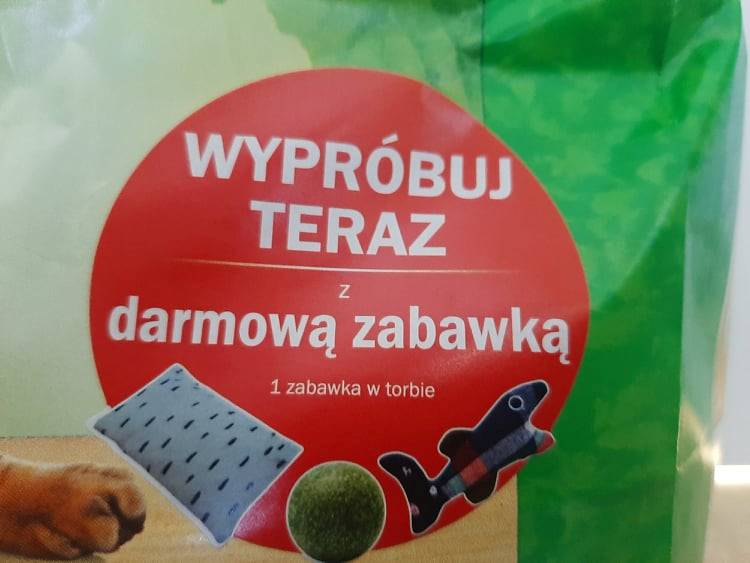 WYPRÓBUJ
TERAZ
z
darmową zabawką
1 zabawka w torbie